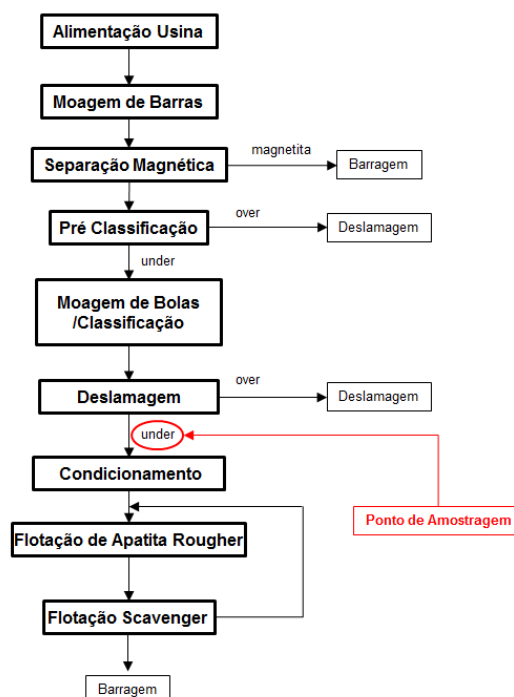 Alimentação Usina
Moagem de Barras
magnetita
Separação Magnética
Barragem
over
Pré Classificação
Deslamagem
under
Moagem de Bolas
/Classificação
over
Deslamagem
Deslamagem
under
Condicionamento
Ponto de Amostragem
Flotação de Apatita Rougher
Flotação Scavenger
Barragem